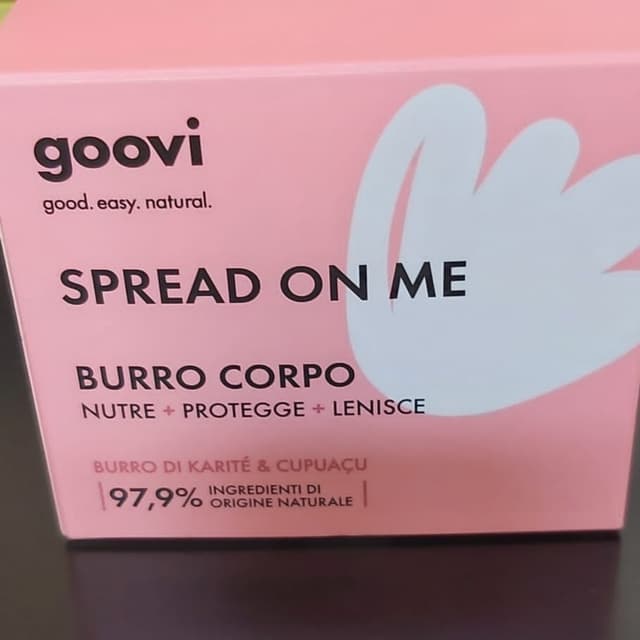 goovi
good. easy. natural.
SPREAD ON ME
BURRO CORPO
NUTRE + PROTEGGE + LENISCE
BURRO DI KARITÉ & CUPUAÇU
97,9% INGREDIENTI DI
ORIGINE NATURALE